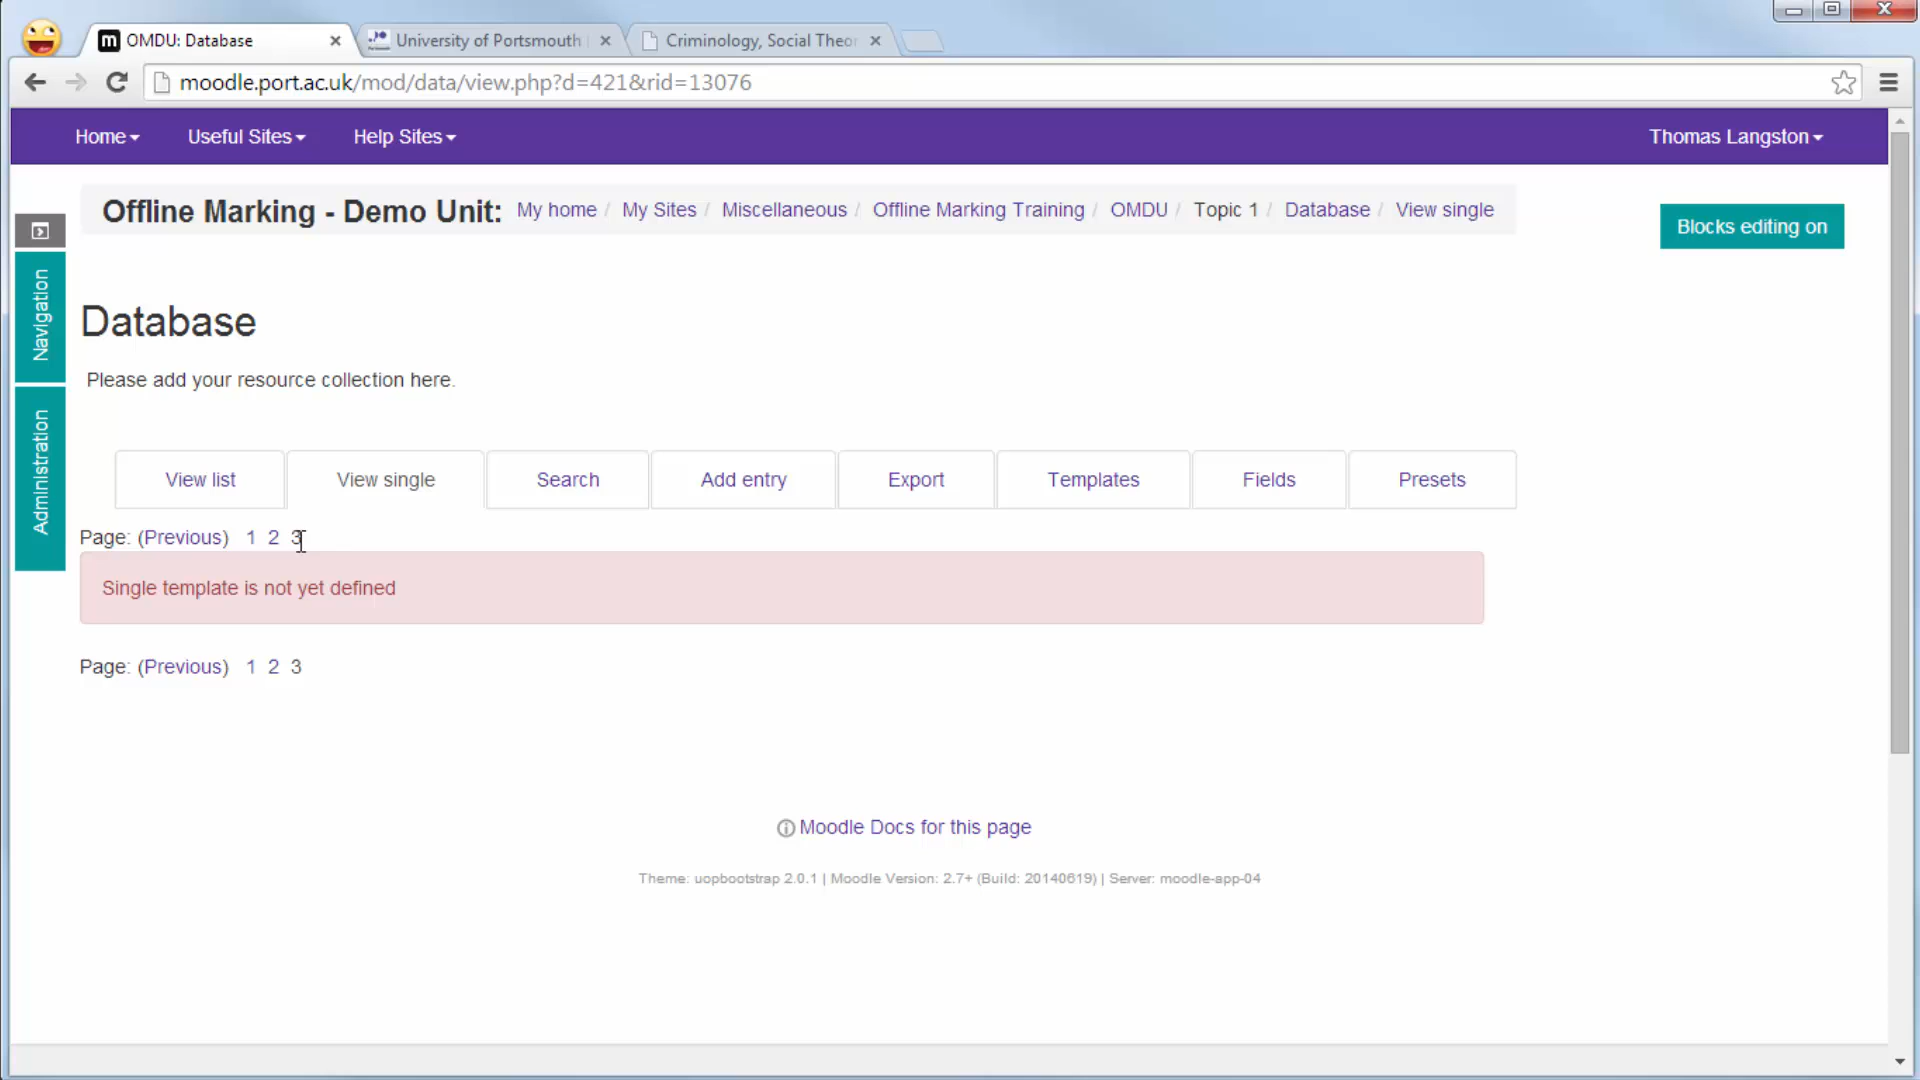 OMDU: Database
University of Portsmouth
Criminology, Social Theor
moodle.port.ac.uk/mod/data/view.php?d=421&rid=13076
Home Useful Sites Help Sites Thomas Langston
Offline Marking - Demo Unit: My home / My Sites / Miscellaneous / Offline Marking Training / OMDU / Topic 1 / Database / View single
Blocks editing on
Navigation
Administration
Database
Please add your resource collection here.
View list View single Search Add entry Export Templates Fields Presets
Page: (Previous) 1 2 3
Single template is not yet defined
Page: (Previous) 1 2 3
Moodle Docs for this page
Theme: uopbootstrap 2.0.1 | Moodle Version: 2.7+ (Build: 20140619) | Server: moodle-app-04